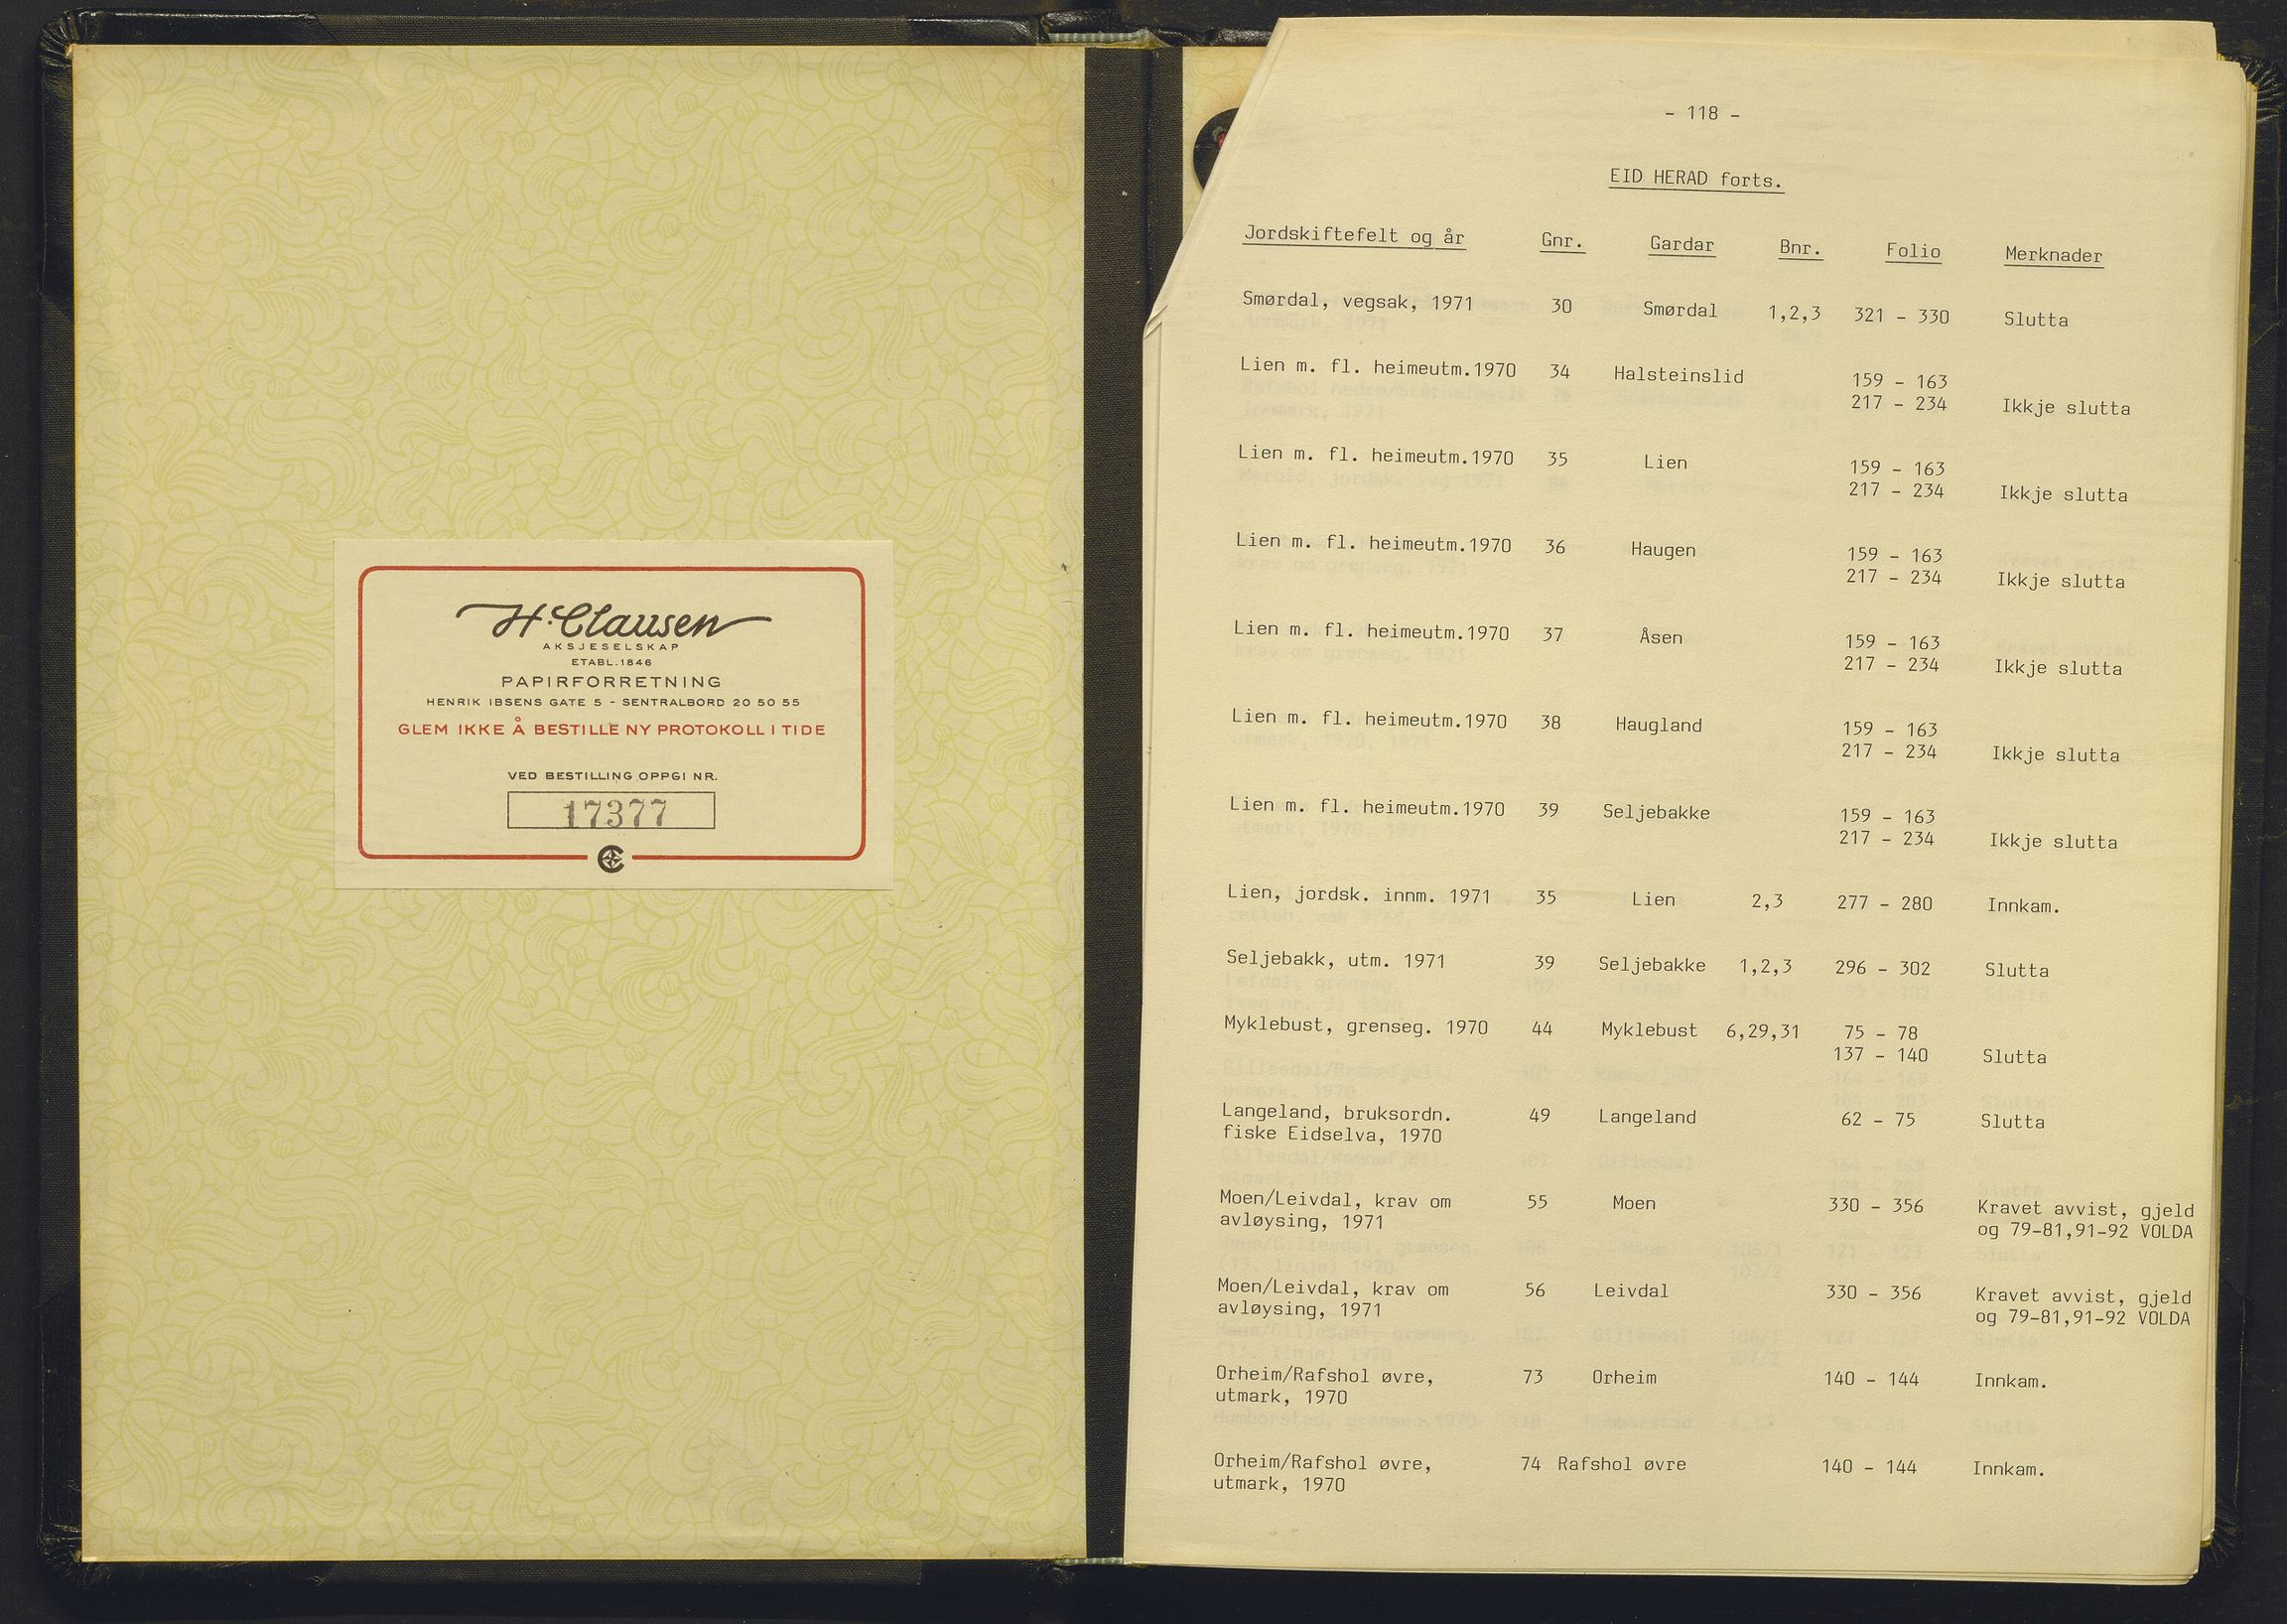 H. Clausen
AKSJESELSKAP
ETABL. 1846
PAPIRFORRETNING
HENRIK IBSENS GATE 5 - SENTRALBORD 20 50 55
GLEM IKKE Å BESTILLE NY PROTOKOLL I TIDE
VED BESTILLING OPPGI NR.
17377
- 118 -
EID HERAD forts.
Jordskiftefelt og år Gnr. Gardar Bnr. Folio Merknader
Smørdal, vegsak, 1971 30 Smørdal 1,2,3 321 - 330 Slutta
Lien m. fl. heimeutm.1970 34 Halsteinslid 159 - 163
217 - 234 Ikkje slutta
Lien m. fl. heimeutm.1970 35 Lien 159 - 163
217 - 234 Ikkje slutta
Lien m. fl. heimeutm.1970 36 Haugen 159 - 163
217 - 234 Ikkje slutta
Lien m. fl. heimeutm.1970 37 Åsen 159 - 163
217 - 234 Ikkje slutta
Lien m. fl. heimeutm.1970 38 Haugland 159 - 163
217 - 234 Ikkje slutta
Lien m. fl. heimeutm.1970 39 Seljebakke 159 - 163
217 - 234 Ikkje slutta
Lien, jordsk. innm. 1971 35 Lien 2,3 277 - 280 Innkam.
Seljebakk, utm. 1971 39 Seljebakke 1,2,3 296 - 302 Slutta
Myklebust, grenseg. 1970 44 Myklebust 6,29,31 75 - 78
137 - 140 Slutta
Langeland, bruksordn. 49 Langeland 62 - 75 Slutta
fiske Eidselva, 1970
Moen/Leivdal, krav om 55 Moen 330 - 356 Kravet avvist, gjeld
avløysing, 1971 og 79-81,91-92 VOLDA
Moen/Leivdal, krav om 56 Leivdal 330 - 356 Kravet avvist, gjeld
avløysing, 1971 og 79-81,91-92 VOLDA
Orheim/Rafshol øvre, 73 Orheim 140 - 144 Innkam.
utmark, 1970
Orheim/Rafshol øvre, 74 Rafshol øvre 140 - 144 Innkam.
utmark, 1970